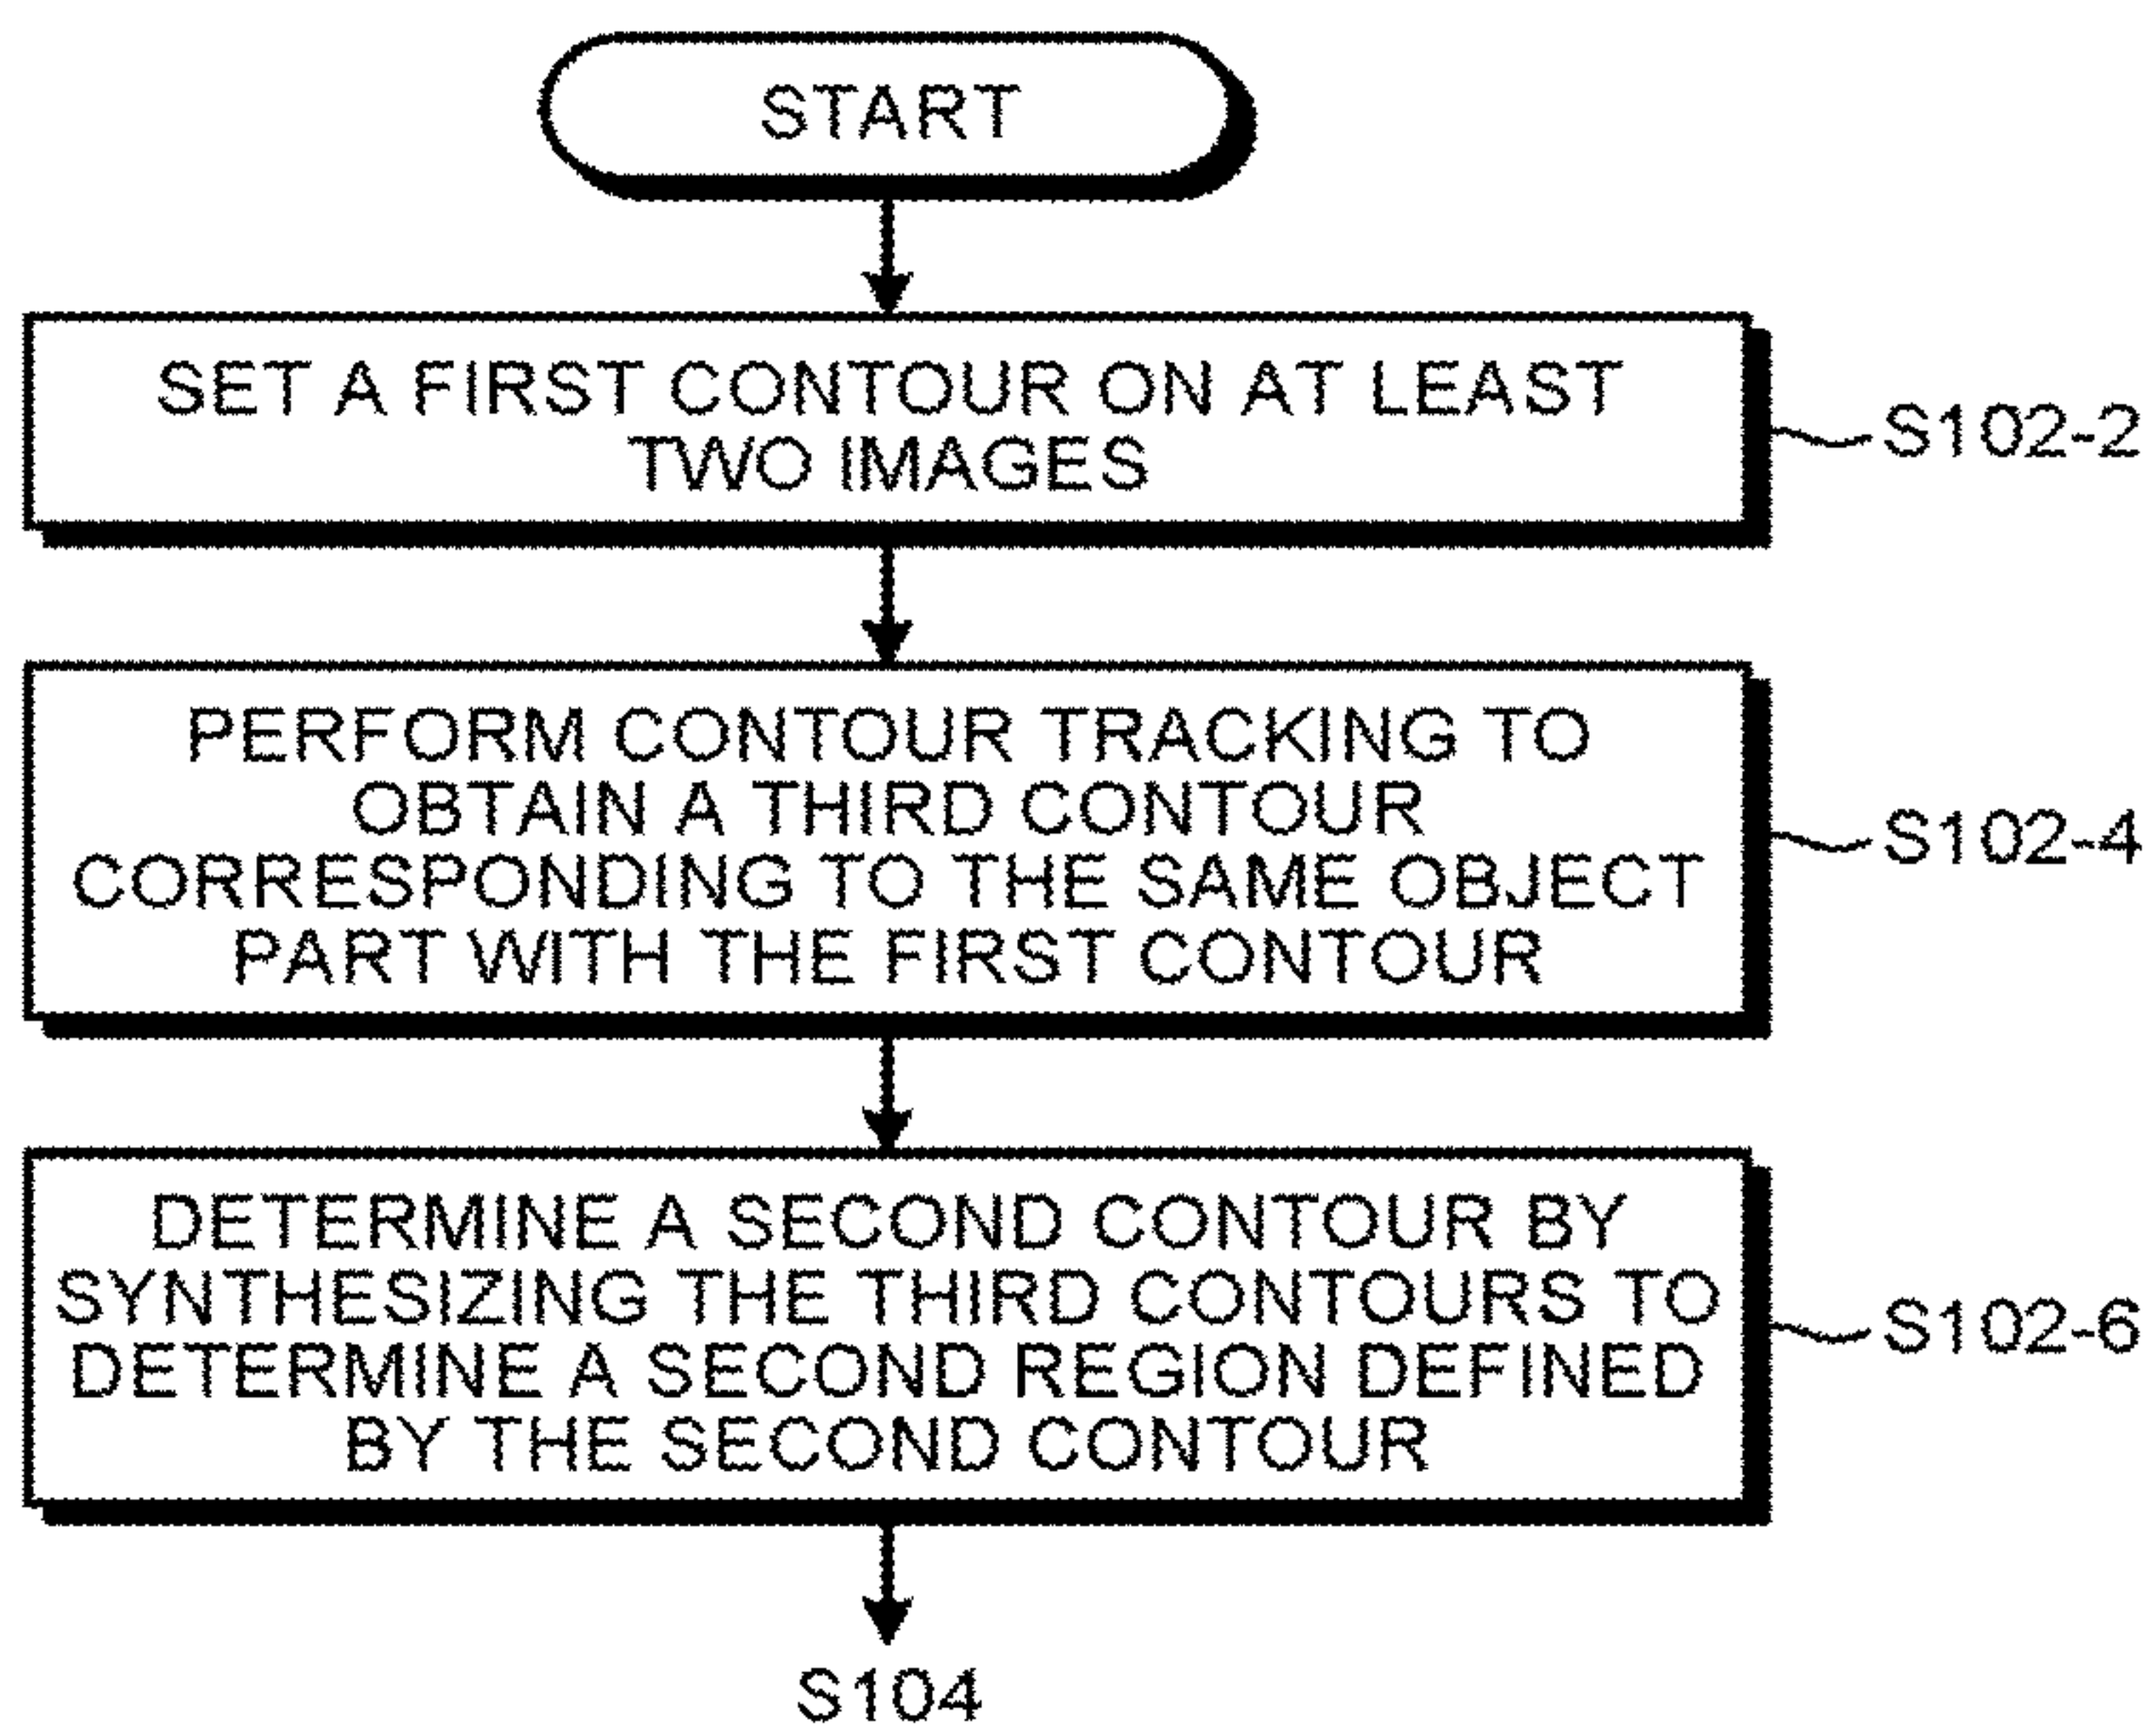 START
SET A FIRST CONTOUR ON AT LEAST
TWO IMAGES
S102-2
PERFORM CONTOUR TRACKING TO
OBTAIN A THIRD CONTOUR
CORRESPONDING TO THE SAME OBJECT
PART WITH THE FIRST CONTOUR
S102-4
DETERMINE A SECOND CONTOUR BY
SYNTHESIZING THE THIRD CONTOURS TO
DETERMINE A SECOND REGION DEFINED
BY THE SECOND CONTOUR
S102-6
S104